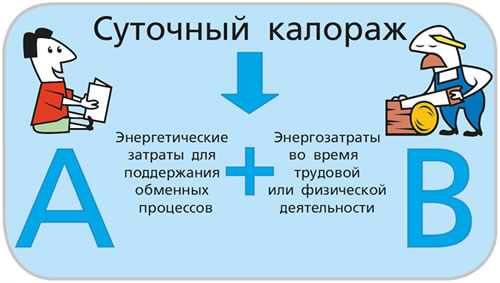 Суточный калораж
A
Энергетические
затраты для
поддержания
обменных
процессов
+
Энергозатраты
во время
трудовой
или физической
деятельности
B